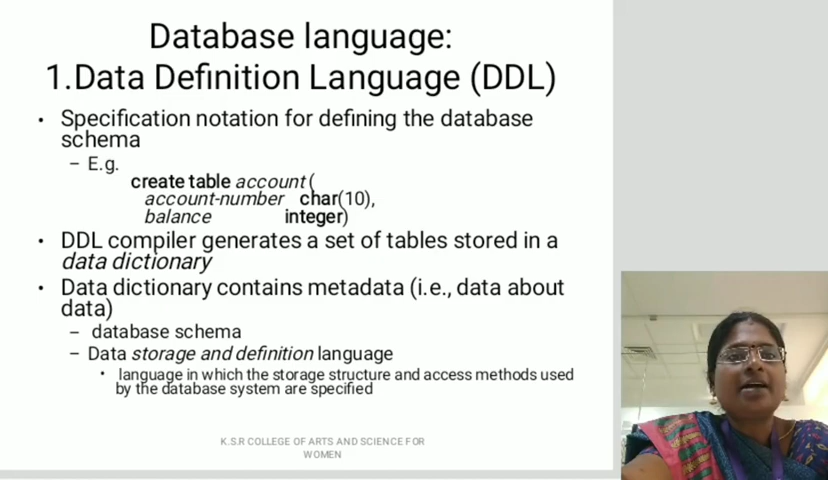 Database language:
1.Data Definition Language (DDL)
• Specification notation for defining the database
schema
– E.g.
create table account (
account-number char(10),
balance integer)
• DDL compiler generates a set of tables stored in a
data dictionary
• Data dictionary contains metadata (i.e., data about
data)
– database schema
– Data storage and definition language
• language in which the storage structure and access methods used
by the database system are specified
K.S.R COLLEGE OF ARTS AND SCIENCE FOR
WOMEN